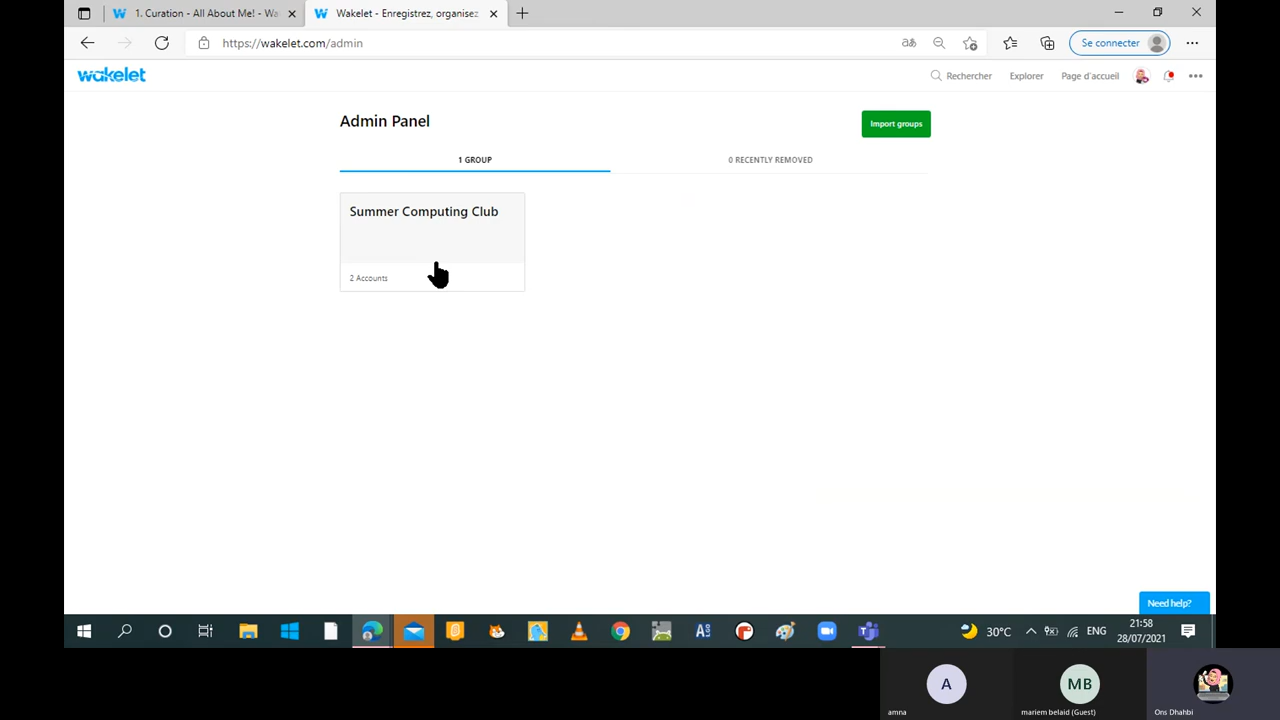 1. Curation - All About Me! - Wa
Wakelet - Enregistrez, organisez
https://wakelet.com/admin
Se connecter
wakelet
Rechercher
Explorer
Page d'accueil
Admin Panel
Import groups
1 GROUP
0 RECENTLY REMOVED
Summer Computing Club
2 Accounts
Need help?
30°C
ENG
21:58
28/07/2021
A
MB
amna
mariem belaid (Guest)
Ons Dhahbi